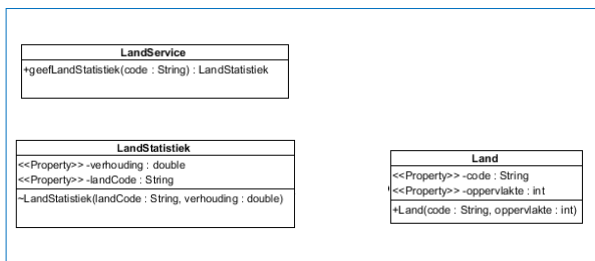 LandService
+geefLandStatistiek(code : String) : LandStatistiek
LandStatistiek
<<Property>> -verhouding : double
<<Property>> -landCode : String
~LandStatistiek(landCode : String, verhouding : double)
Land
<<Property>> -code : String
<<Property>> -oppervlakte : int
+Land(code : String, oppervlakte : int)